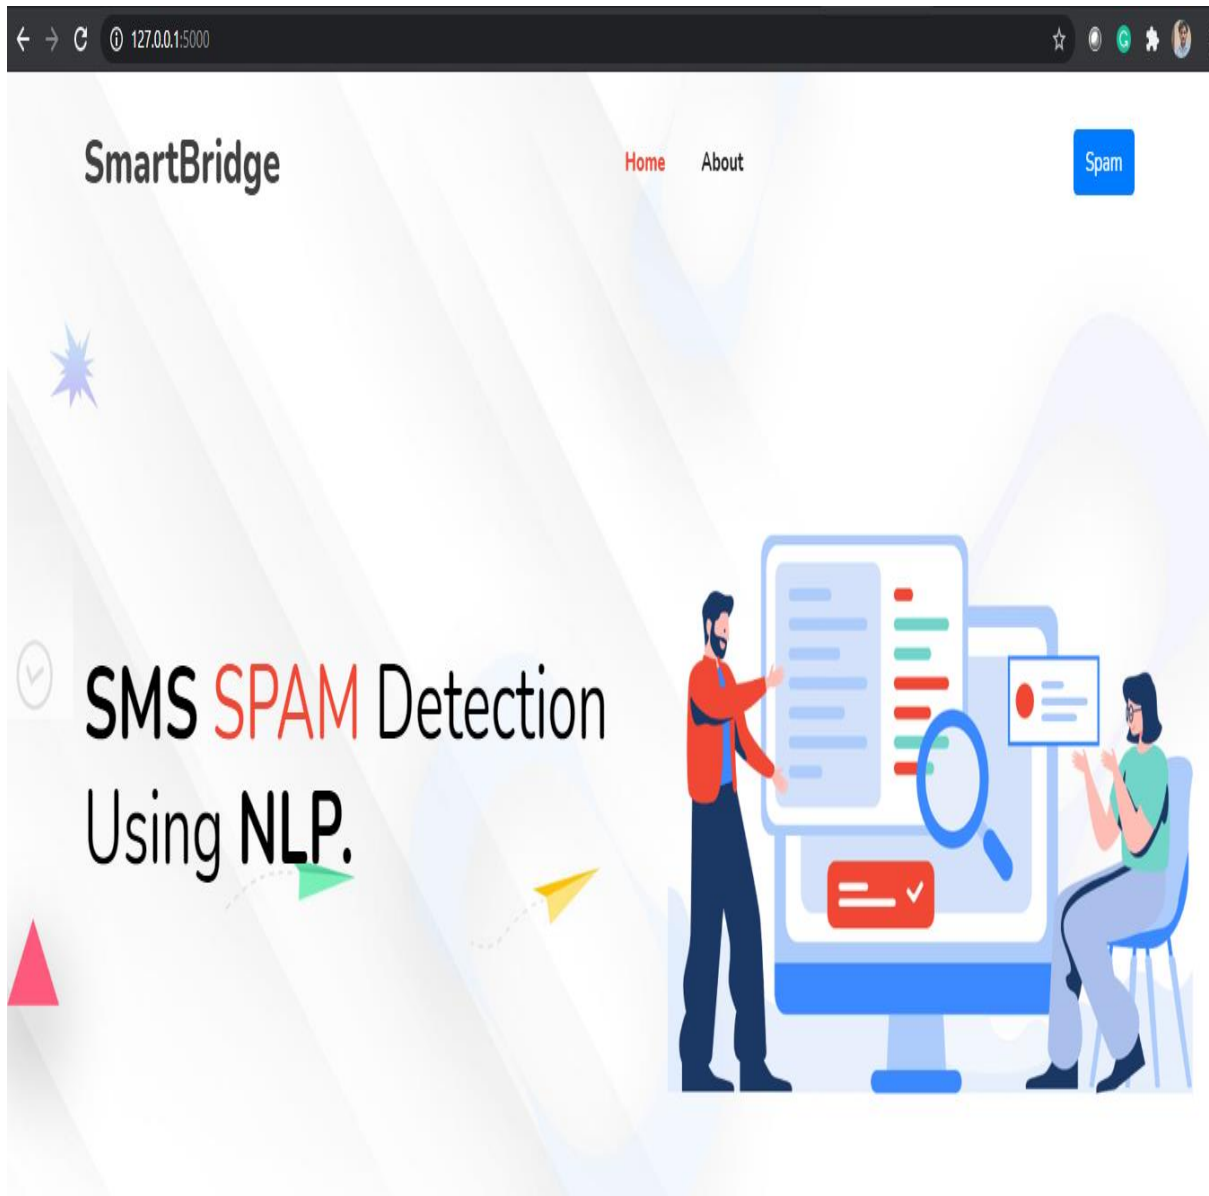 127.0.0.1:5000
SmartBridge
Home About
Spam
SMS SPAM Detection
Using NLP.